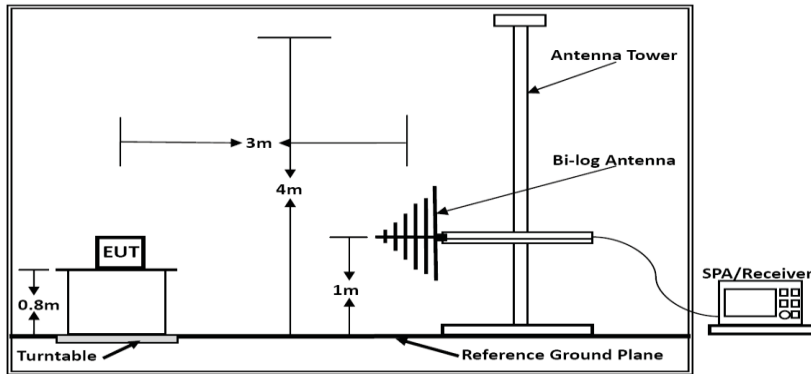 Antenna Tower
3m
Bi-log Antenna
4m
EUT
SPA/Receiver
0.8m
1m
Turntable
Reference Ground Plane